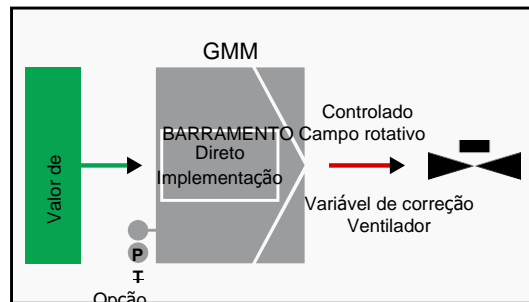 GMM
Valor de
BARRAMENTO
Direto
Implementação
Controlado
Campo rotativo
Variável de correção
Ventilador
P
T
Opção